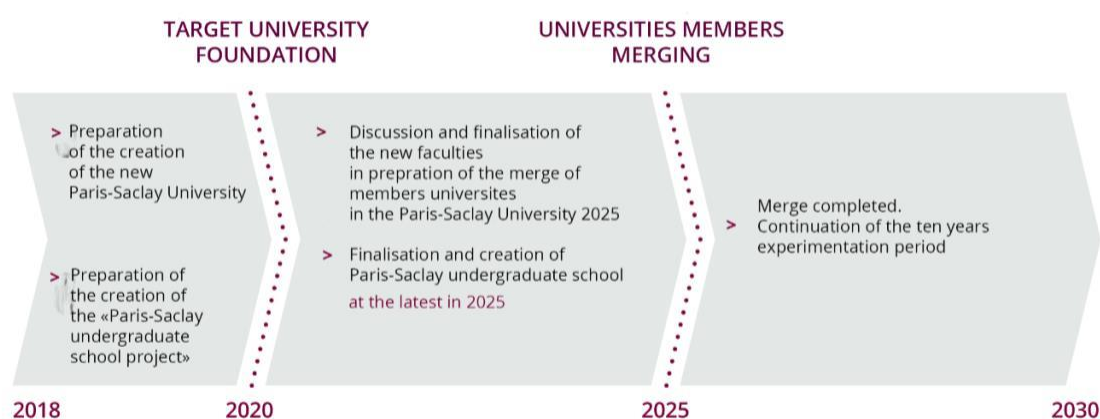 TARGET UNIVERSITY
FOUNDATION
UNIVERSITIES MEMBERS
MERGING
> Preparation
of the creation
of the new
Paris-Saclay University
> Preparation of
the creation of
the «Paris-Saclay
undergraduate
school project»
> Discussion and finalisation of
the new faculties
in prepration of the merge of
members universites
in the Paris-Saclay University 2025
> Finalisation and creation of
Paris-Saclay undergraduate school
at the latest in 2025
Merge completed.
> Continuation of the ten years
experimentation period
2018
2020
2025
2030